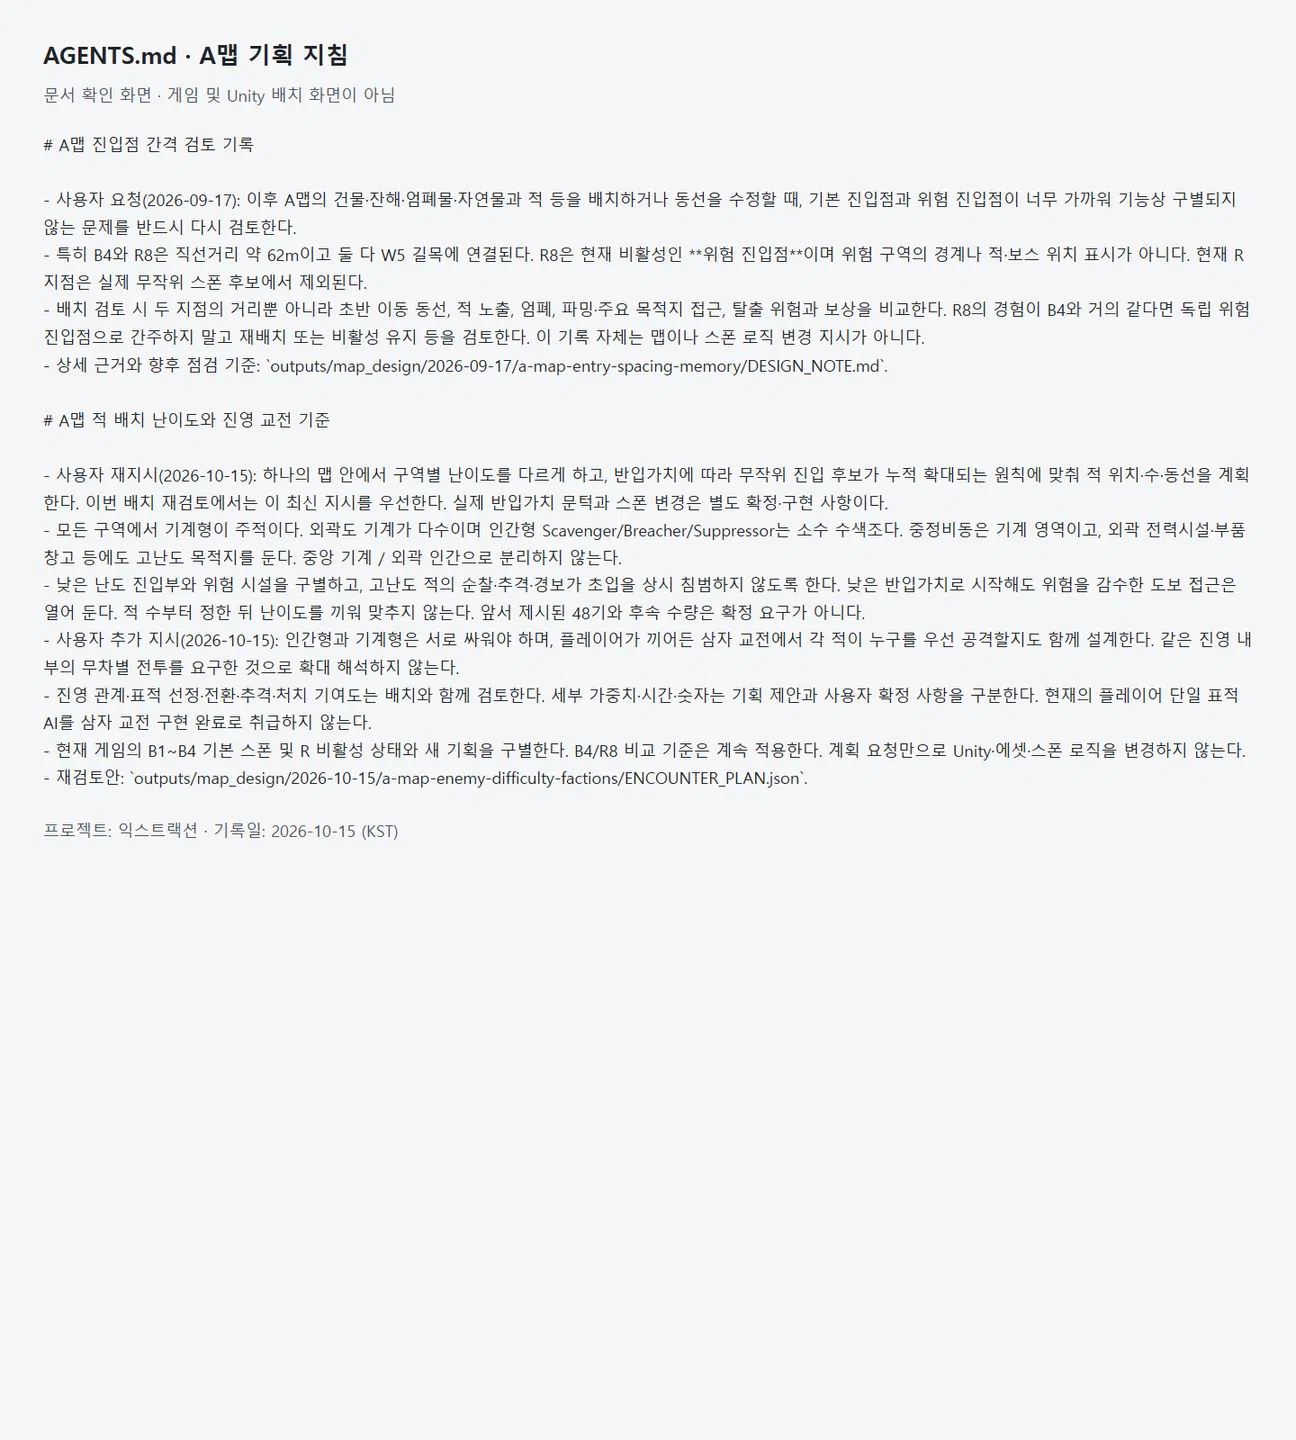 AGENTS.md · A맵 기획 지침
문서 확인 화면 · 게임 및 Unity 배치 화면이 아님
# A맵 진입점 간격 검토 기록
- 사용자 요청(2026-09-17): 이후 A맵의 건물·잔해·엄폐물·자연물과 적 등을 배치하거나 동선을 수정할 때, 기본 진입점과 위험 진입점이 너무 가까워 기능상 구별되지
않는 문제를 반드시 다시 검토한다.
- 특히 B4와 R8은 직선거리 약 62m이고 둘 다 W5 길목에 연결된다. R8은 현재 비활성인 **위험 진입점**이며 위험 구역의 경계나 적·보스 위치 표시가 아니다. 현재 R
지점은 실제 무작위 스폰 후보에서 제외된다.
- 배치 검토 시 두 지점의 거리뿐 아니라 초반 이동 동선, 적 노출, 엄폐, 파밍·주요 목적지 접근, 탈출 위험과 보상을 비교한다. R8의 경험이 B4와 거의 같다면 독립 위험
진입점으로 간주하지 말고 재배치 또는 비활성 유지 등을 검토한다. 이 기록 자체는 맵이나 스폰 로직 변경 지시가 아니다.
- 상세 근거와 향후 점검 기준: `outputs/map_design/2026-09-17/a-map-entry-spacing-memory/DESIGN_NOTE.md`.
# A맵 적 배치 난이도와 진영 교전 기준
- 사용자 재지시(2026-10-15): 하나의 맵 안에서 구역별 난이도를 다르게 하고, 반입가치에 따라 무작위 진입 후보가 누적 확대되는 원칙에 맞춰 적 위치·수·동선을 계획
한다. 이번 배치 재검토에서는 이 최신 지시를 우선한다. 실제 반입가치 문턱과 스폰 변경은 별도 확정·구현 사항이다.
- 모든 구역에서 기계형이 주적이다. 외곽도 기계가 다수이며 인간형 Scavenger/Breacher/Suppressor는 소수 수색조다. 중정비동은 기계 영역이고, 외곽 전력시설·부품
창고 등에도 고난도 목적지를 둔다. 중앙 기계 / 외곽 인간으로 분리하지 않는다.
- 낮은 난도 진입부와 위험 시설을 구별하고, 고난도 적의 순찰·추격·경보가 초입을 상시 침범하지 않도록 한다. 낮은 반입가치로 시작해도 위험을 감수한 도보 접근은
열어 둔다. 적 수부터 정한 뒤 난이도를 끼워 맞추지 않는다. 앞서 제시된 48기와 후속 수량은 확정 요구가 아니다.
- 사용자 추가 지시(2026-10-15): 인간형과 기계형은 서로 싸워야 하며, 플레이어가 끼어든 삼자 교전에서 각 적이 누구를 우선 공격할지도 함께 설계한다. 같은 진영 내
부의 무차별 전투를 요구한 것으로 확대 해석하지 않는다.
- 진영 관계·표적 선정·전환·추격·처치 기여도는 배치와 함께 검토한다. 세부 가중치·시간·숫자는 기획 제안과 사용자 확정 사항을 구분한다. 현재의 플레이어 단일 표적
AI를 삼자 교전 구현 완료로 취급하지 않는다.
- 현재 게임의 B1~B4 기본 스폰 및 R 비활성 상태와 새 기획을 구별한다. B4/R8 비교 기준은 계속 적용한다. 계획 요청만으로 Unity·에셋·스폰 로직을 변경하지 않는다.
- 재검토안: `outputs/map_design/2026-10-15/a-map-enemy-difficulty-factions/ENCOUNTER_PLAN.json`.
프로젝트: 익스트랙션 · 기록일: 2026-10-15 (KST)